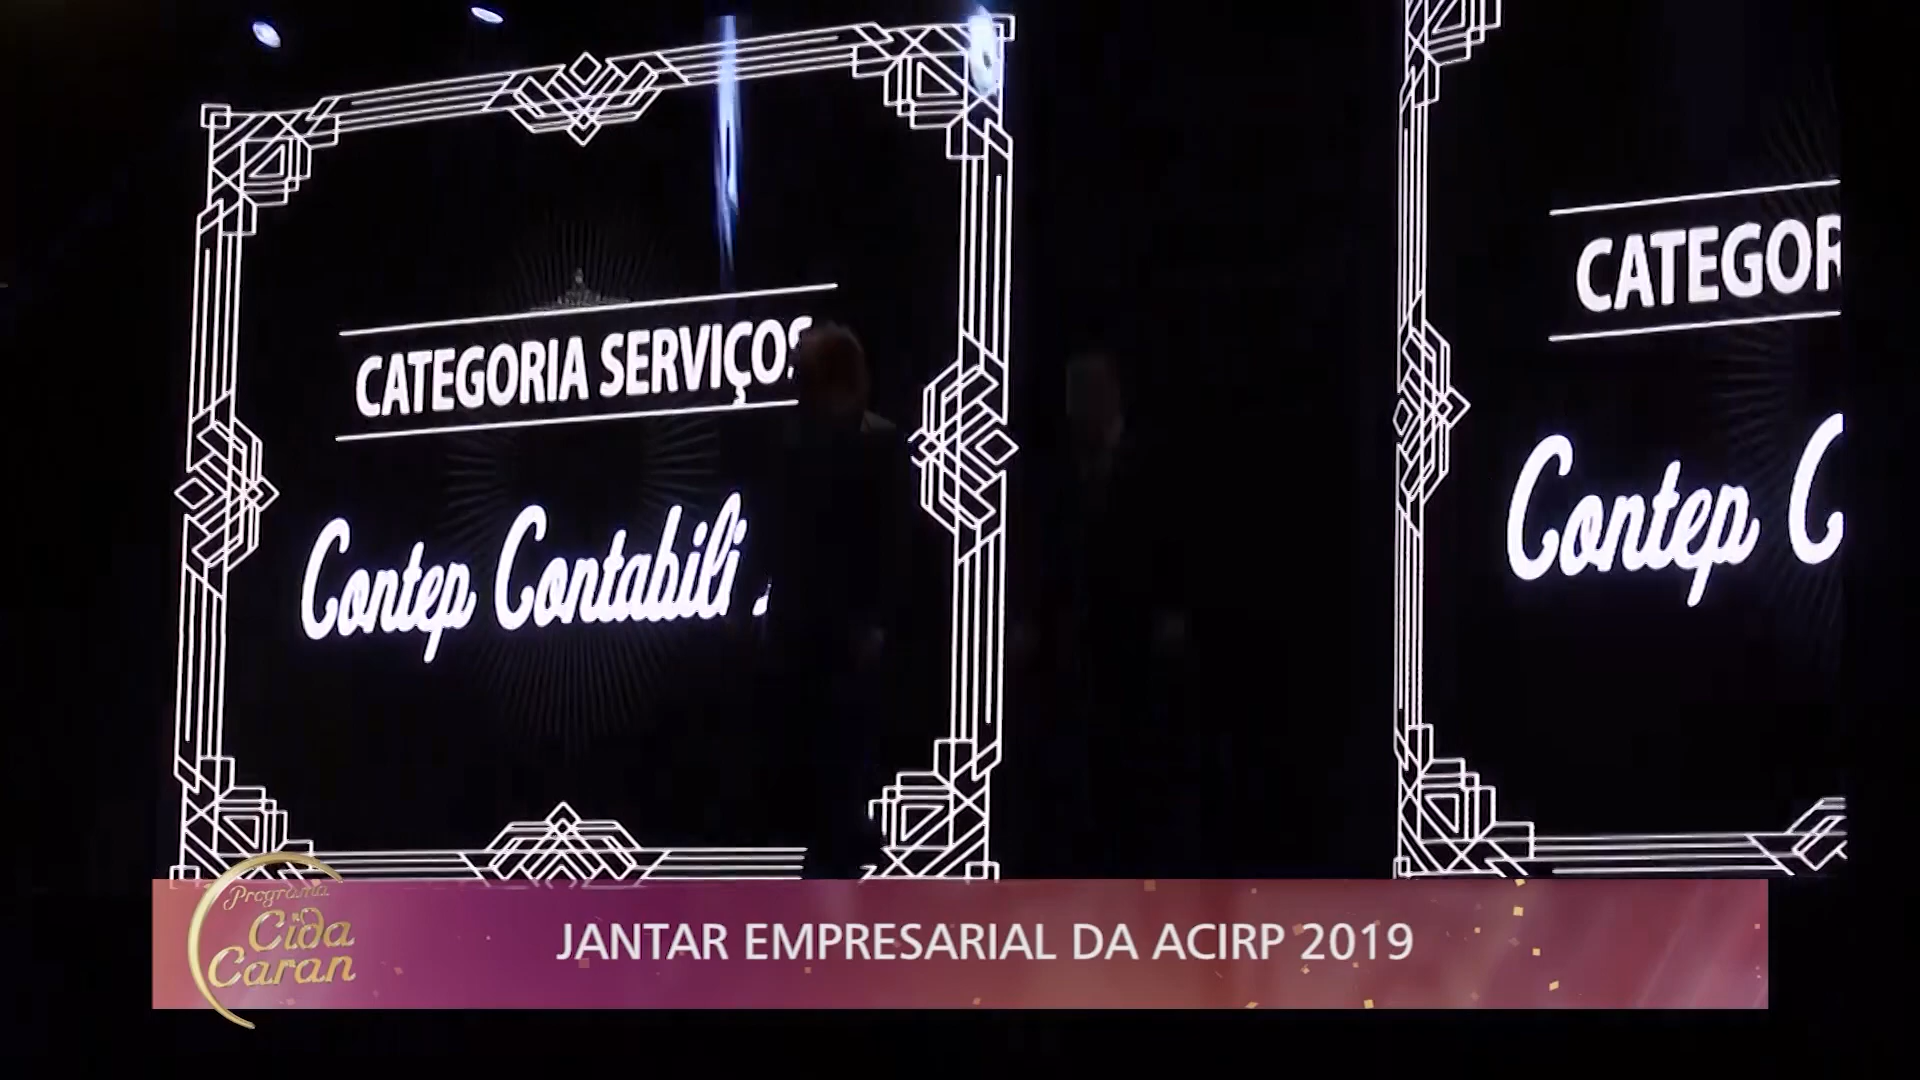 CATEGORIA SERVIÇOS
Contep Contabili
CATEGOR
Contep C
Programa
Cida
Caran
JANTAR EMPRESARIAL DA ACIRP 2019